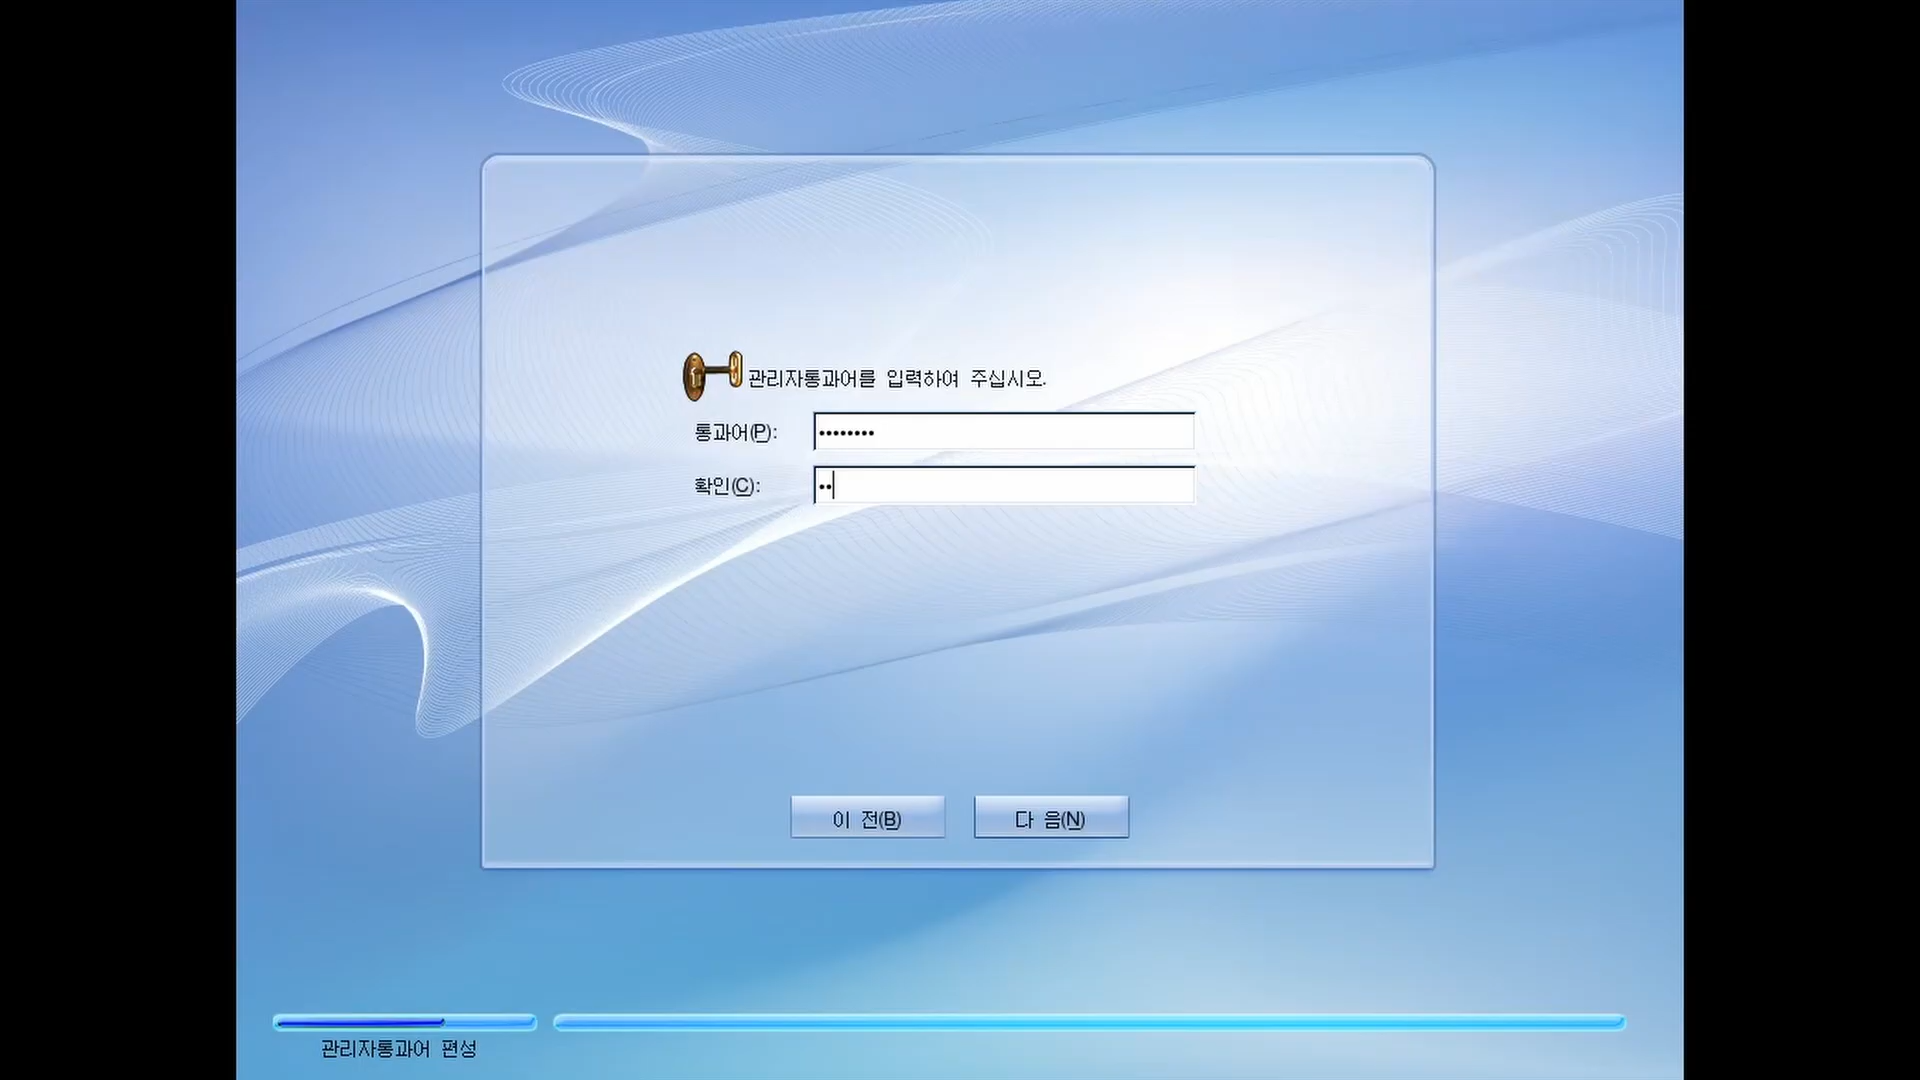 관리자통과어를 입력하여 주십시오.
통과어(P):
확인(C):
이 전(B)
다 음(N)
관리자통과어 편성